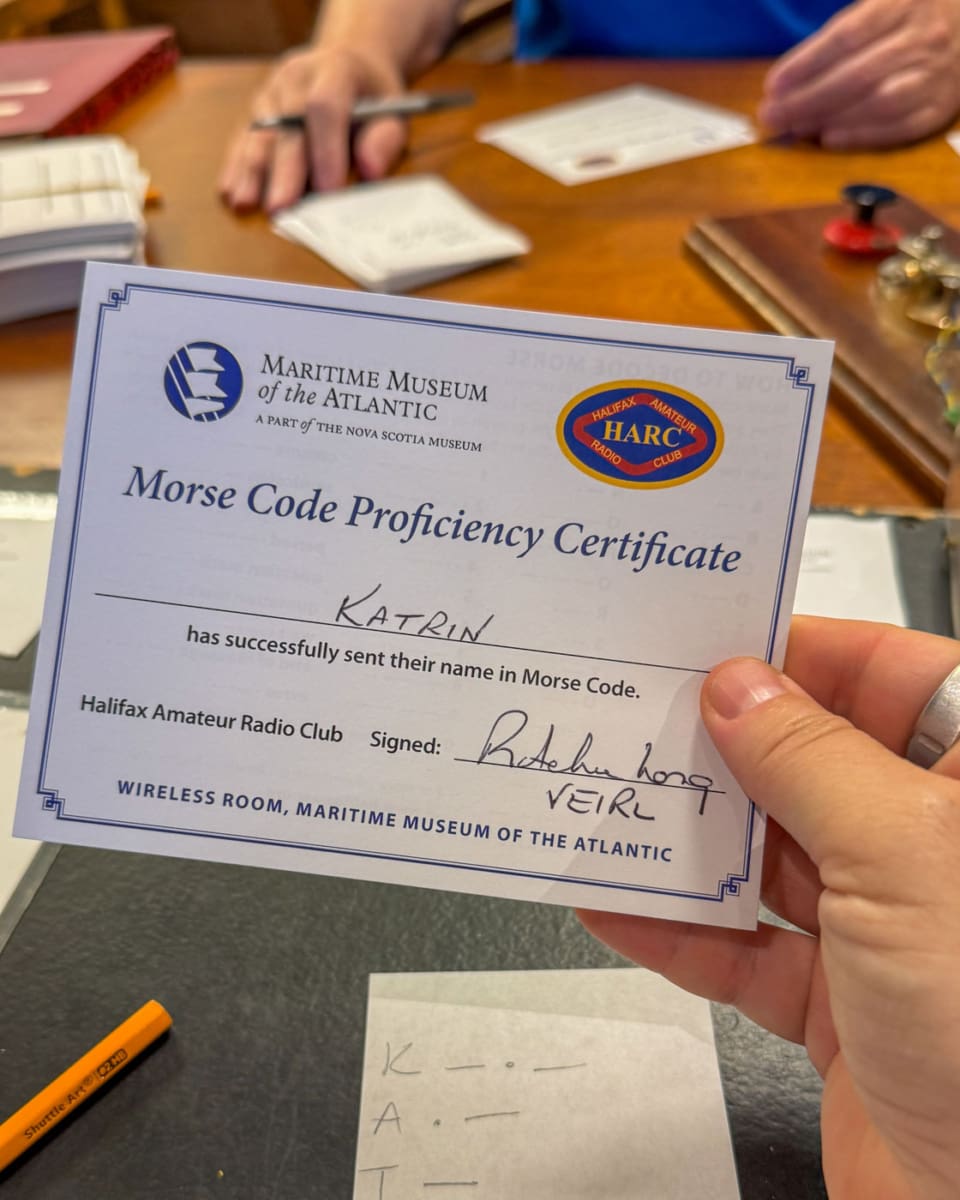 MARITIME MUSEUM
of the ATLANTIC
A PART of THE NOVA SCOTIA MUSEUM
HALIFAX AMATEUR
HARC
RADIO CLUB
Morse Code Proficiency Certificate
KATRIN
has successfully sent their name in Morse Code.
Halifax Amateur Radio Club Signed:
VE1RL
WIRELESS ROOM, MARITIME MUSEUM OF THE ATLANTIC
K — · —
A · —
T —
Shuttle Art®